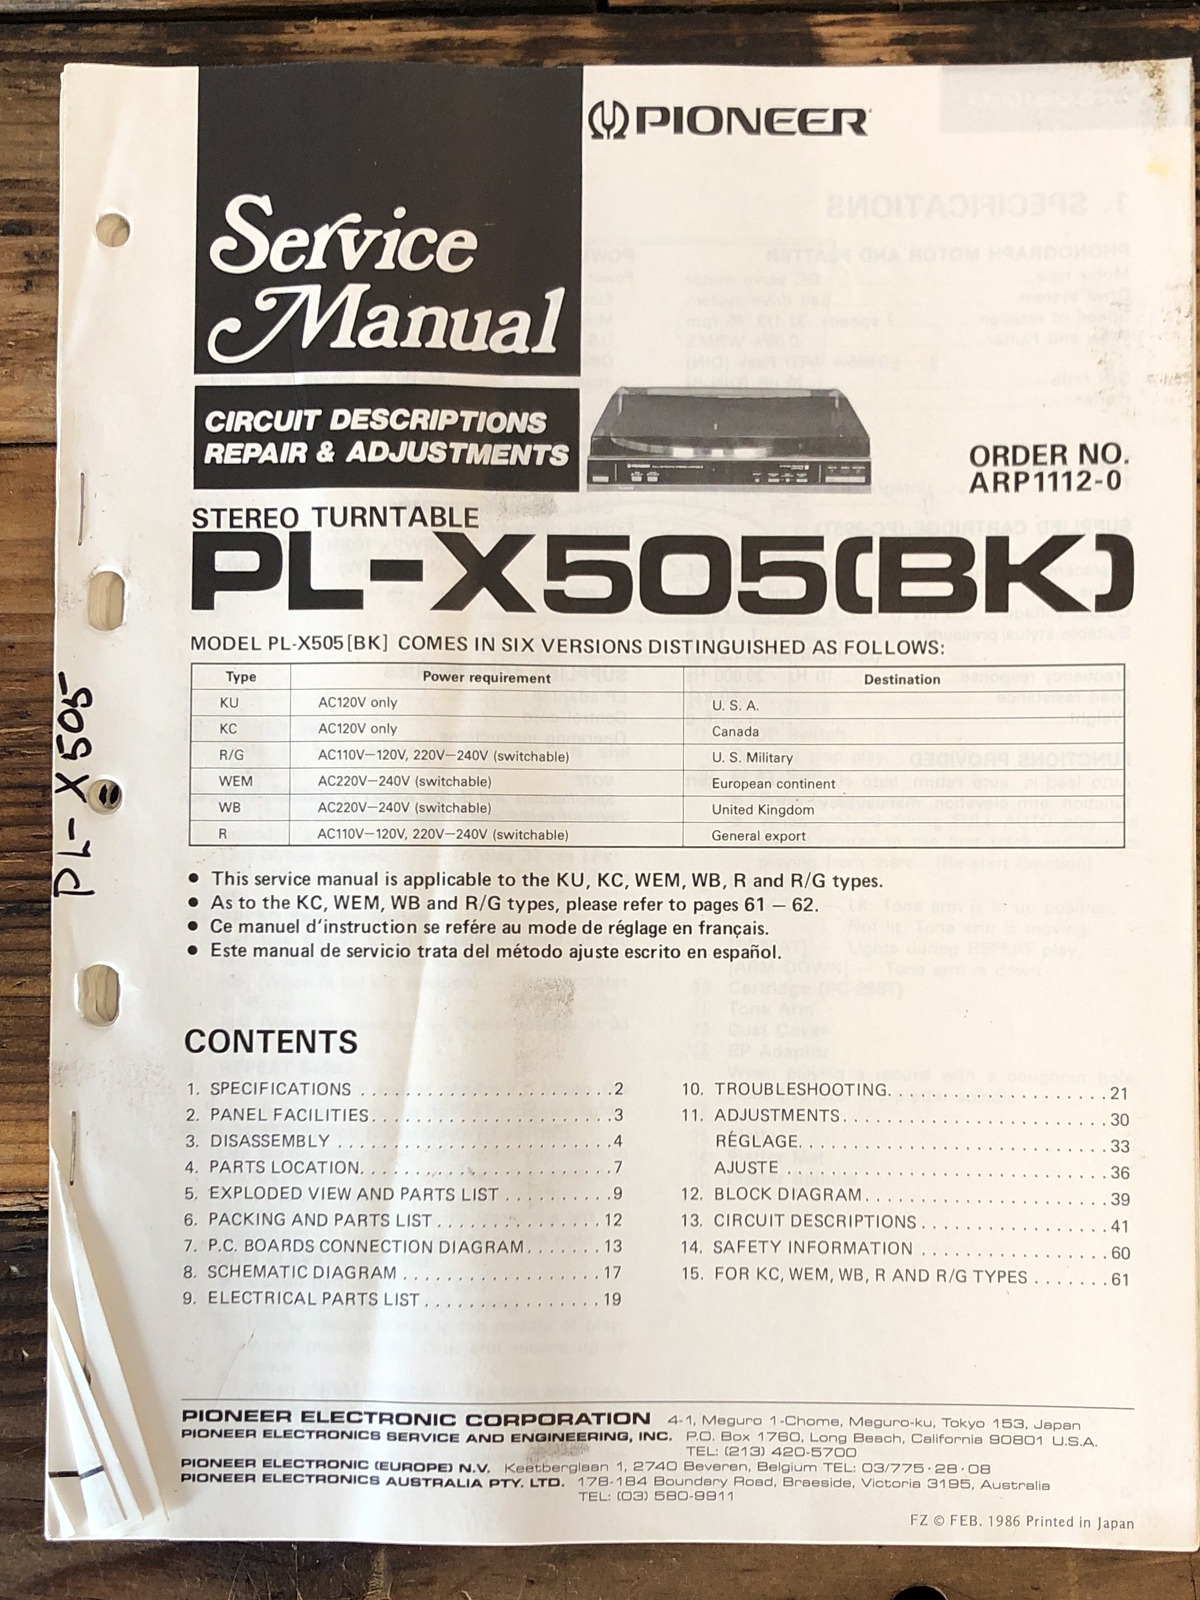 PIONEER
Service
Manual
CIRCUIT DESCRIPTIONS
REPAIR & ADJUSTMENTS
ORDER NO.
ARP1112-0
STEREO TURNTABLE
PL-X505(BK)
MODEL PL-X505[BK] COMES IN SIX VERSIONS DISTINGUISHED AS FOLLOWS:
Type Power requirement Destination
KU AC120V only U. S. A.
KC AC120V only Canada
R/G AC110V—120V, 220V—240V (switchable) U. S. Military
WEM AC220V—240V (switchable) European continent
WB AC220V—240V (switchable) United Kingdom
R AC110V—120V, 220V—240V (switchable) General export
● This service manual is applicable to the KU, KC, WEM, WB, R and R/G types.
● As to the KC, WEM, WB and R/G types, please refer to pages 61 – 62.
● Ce manuel d'instruction se refére au mode de réglage en français.
● Este manual de servicio trata del método ajuste escrito en español.
PL-X505
CONTENTS
1. SPECIFICATIONS . . . . . . . . . . . . . . . . . . . . . . . 2
2. PANEL FACILITIES. . . . . . . . . . . . . . . . . . . . . . 3
3. DISASSEMBLY . . . . . . . . . . . . . . . . . . . . . . . . 4
4. PARTS LOCATION. . . . . . . . . . . . . . . . . . . . . . 7
5. EXPLODED VIEW AND PARTS LIST . . . . . . . . . . 9
6. PACKING AND PARTS LIST . . . . . . . . . . . . . . . 12
7. P.C. BOARDS CONNECTION DIAGRAM. . . . . . . 13
8. SCHEMATIC DIAGRAM . . . . . . . . . . . . . . . . . . 17
9. ELECTRICAL PARTS LIST . . . . . . . . . . . . . . . . 19
10. TROUBLESHOOTING. . . . . . . . . . . . . . . . . . . . 21
11. ADJUSTMENTS. . . . . . . . . . . . . . . . . . . . . . . . 30
RÉGLAGE. . . . . . . . . . . . . . . . . . . . . . . . . . . . 33
AJUSTE . . . . . . . . . . . . . . . . . . . . . . . . . . . . . 36
12. BLOCK DIAGRAM. . . . . . . . . . . . . . . . . . . . . . 39
13. CIRCUIT DESCRIPTIONS . . . . . . . . . . . . . . . . . 41
14. SAFETY INFORMATION . . . . . . . . . . . . . . . . . 60
15. FOR KC, WEM, WB, R AND R/G TYPES . . . . . . . 61
PIONEER ELECTRONIC CORPORATION 4-1, Meguro 1-Chome, Meguro-ku, Tokyo 153, Japan
PIONEER ELECTRONICS SERVICE AND ENGINEERING, INC. P.O. Box 1760, Long Beach, California 90801 U.S.A.
TEL: (213) 420-5700
PIONEER ELECTRONIC (EUROPE) N.V. Keetberglaan 1, 2740 Beveren, Belgium TEL: 03/775·28·08
PIONEER ELECTRONICS AUSTRALIA PTY. LTD. 178-184 Boundary Road, Braeside, Victoria 3195, Australia
TEL: (03) 580-9911
FZ © FEB. 1986 Printed in Japan